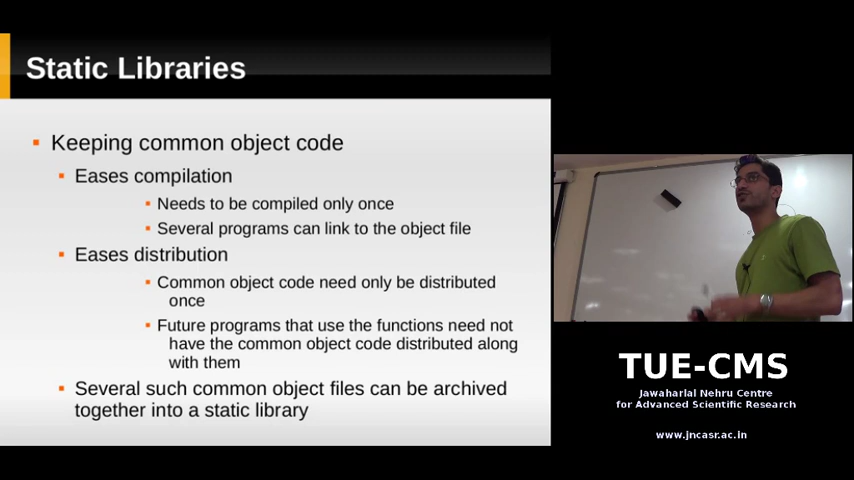 Static Libraries
Keeping common object code
Eases compilation
Needs to be compiled only once
Several programs can link to the object file
Eases distribution
Common object code need only be distributed
once
Future programs that use the functions need not
have the common object code distributed along
with them
Several such common object files can be archived
together into a static library
TUE-CMS
Jawaharlal Nehru Centre
for Advanced Scientific Research
www.jncasr.ac.in